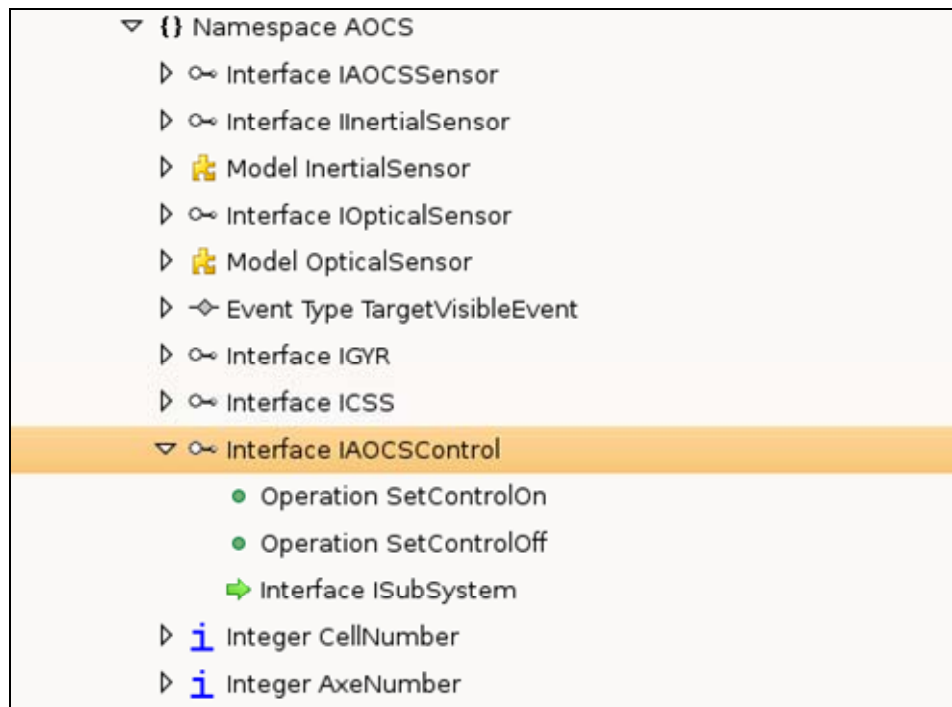 {} Namespace AOCS
Interface IAOCSSensor
Interface IInertialSensor
Model InertialSensor
Interface IOpticalSensor
Model OpticalSensor
Event Type TargetVisibleEvent
Interface IGYR
Interface ICSS
Interface IAOCSControl
Operation SetControlOn
Operation SetControlOff
Interface ISubSystem
i Integer CellNumber
i Integer AxeNumber